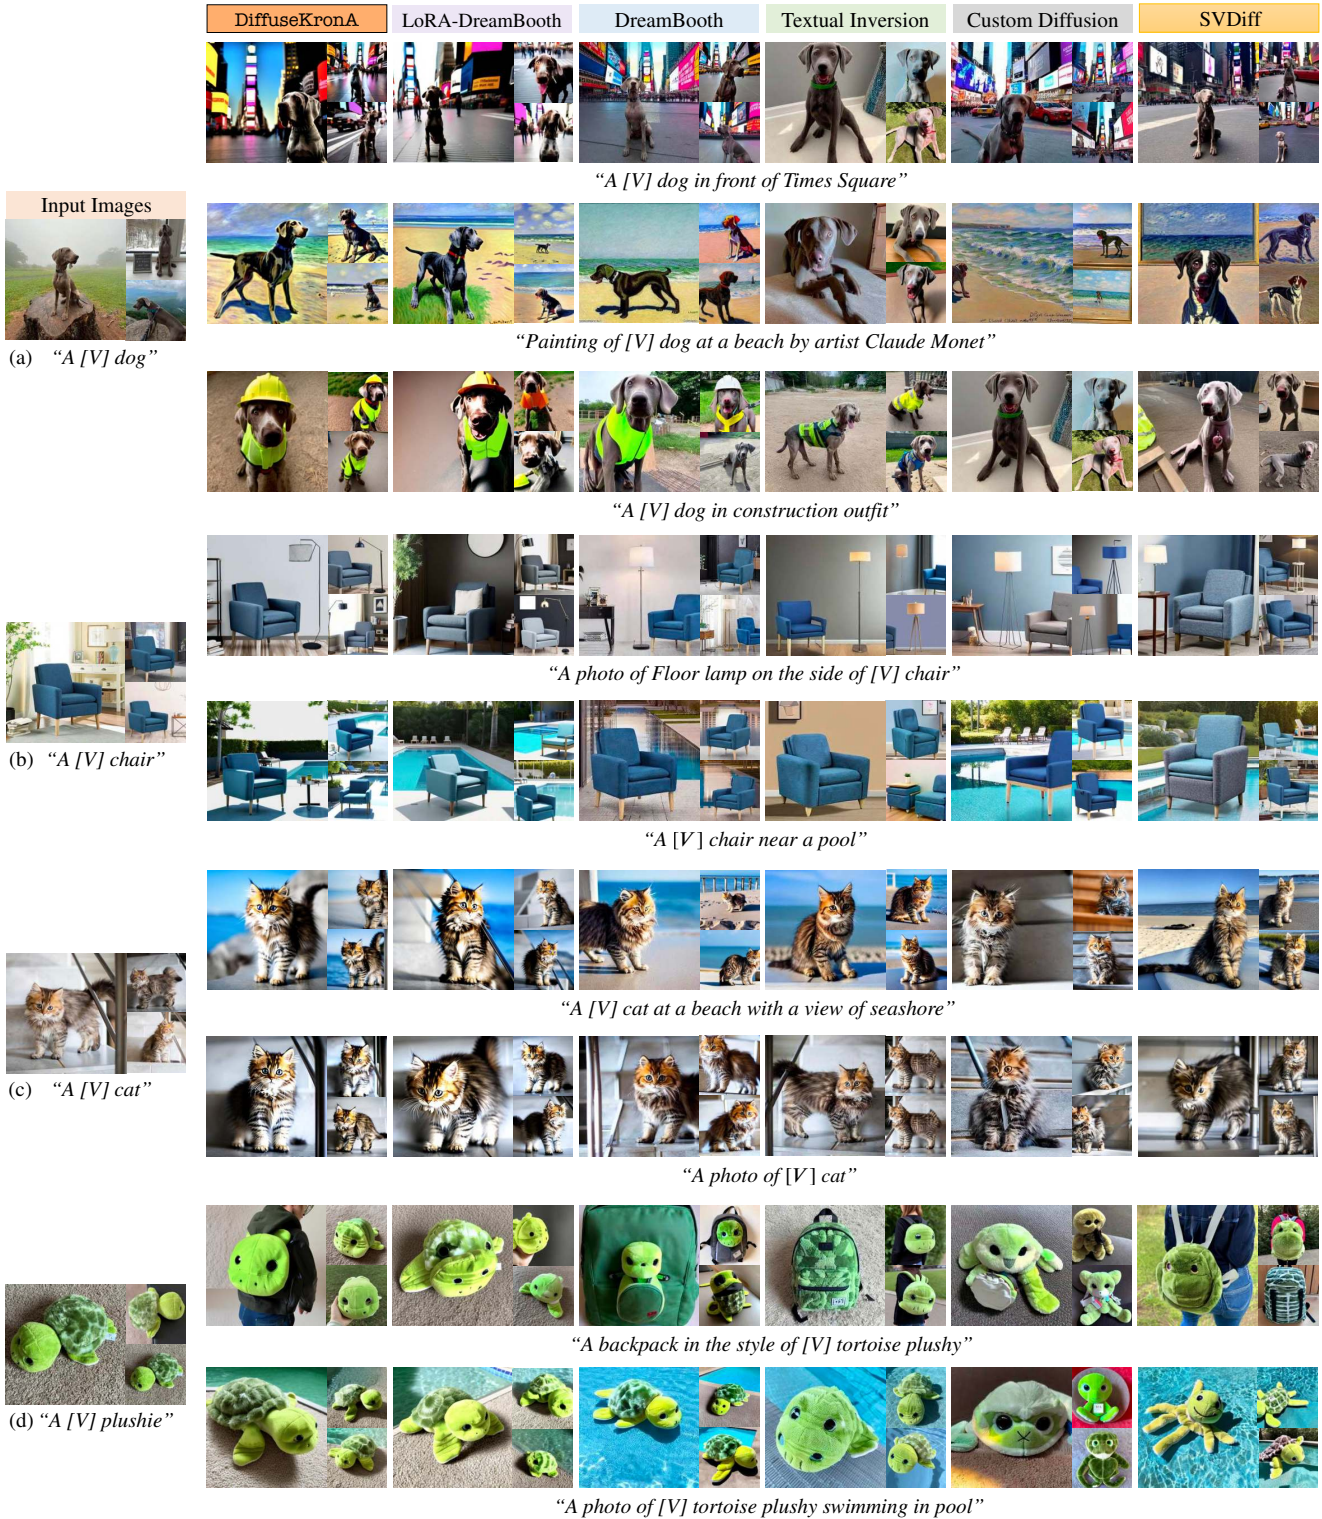 DiffuseKronA
LoRA-DreamBooth
DreamBooth
Textual Inversion
Custom Diffusion
SVDiff
“A [V] dog in front of Times Square”
Input Images
(a) “A [V] dog”
“Painting of [V] dog at a beach by artist Claude Monet”
“A [V] dog in construction outfit”
“A photo of Floor lamp on the side of [V] chair”
(b) “A [V] chair”
“A [V] chair near a pool”
“A [V] cat at a beach with a view of seashore”
(c) “A [V] cat”
“A photo of [V] cat”
“A backpack in the style of [V] tortoise plushy”
(d) “A [V] plushie”
“A photo of [V] tortoise plushy swimming in pool”